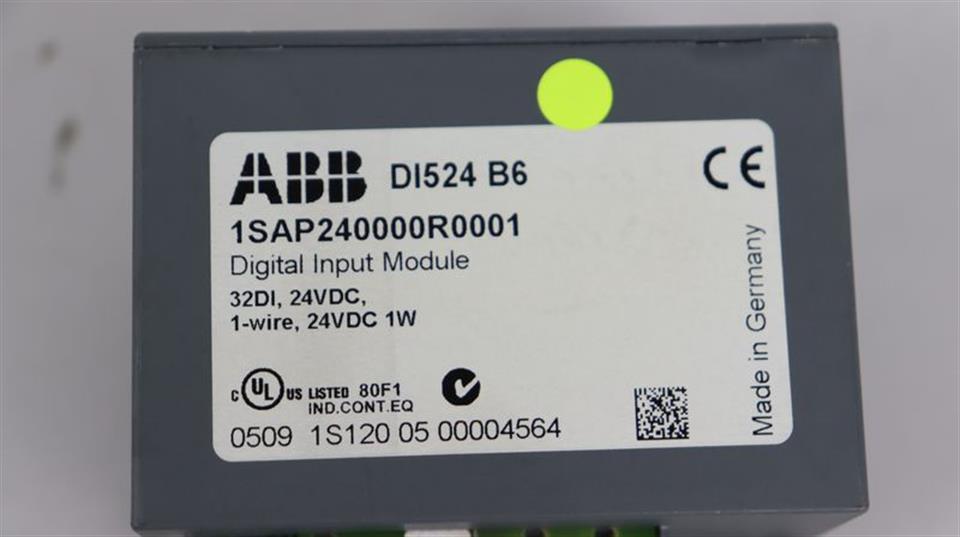 ABB DI524 B6
CE
1SAP240000R0001
Digital Input Module
32DI, 24VDC,
1-wire, 24VDC 1W
Made in Germany
C UL US LISTED 80F1
IND.CONT.EQ
0509 1S120 05 00004564